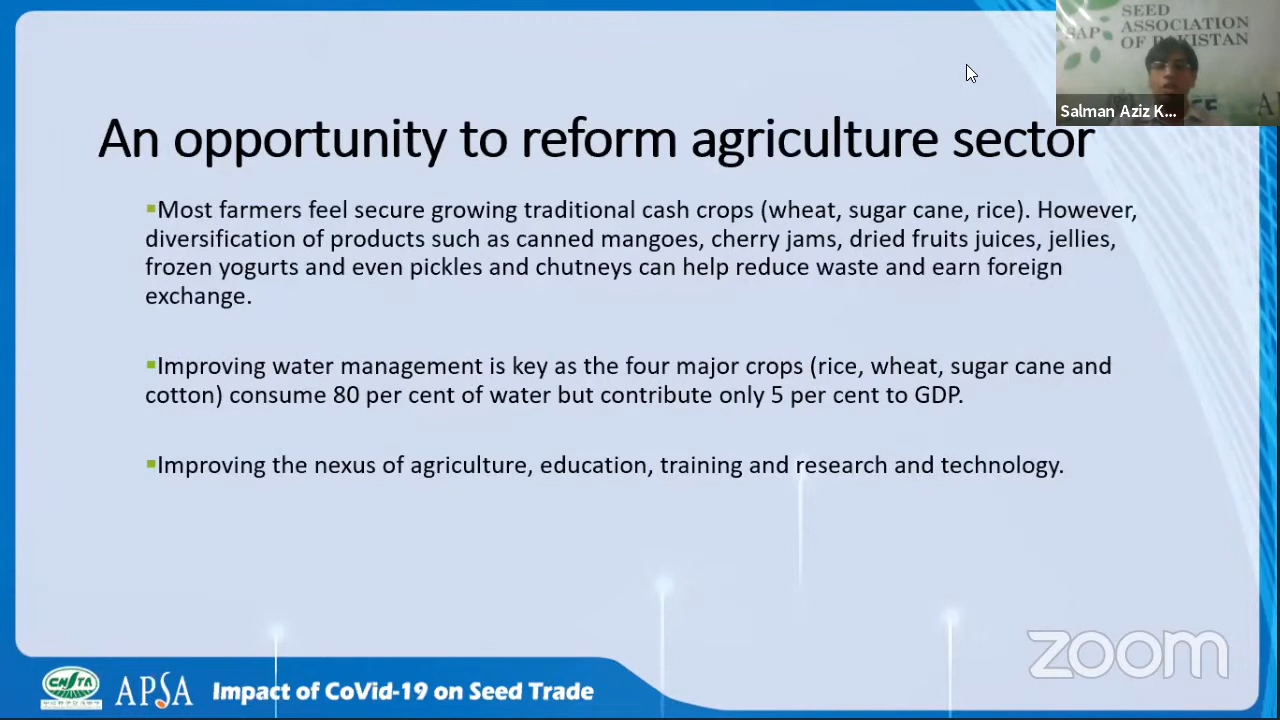 SEED
SAP ASSOCIATION
OF PAKISTAN
Salman Aziz K...
An opportunity to reform agriculture sector
▪Most farmers feel secure growing traditional cash crops (wheat, sugar cane, rice). However,
diversification of products such as canned mangoes, cherry jams, dried fruits juices, jellies,
frozen yogurts and even pickles and chutneys can help reduce waste and earn foreign
exchange.
▪Improving water management is key as the four major crops (rice, wheat, sugar cane and
cotton) consume 80 per cent of water but contribute only 5 per cent to GDP.
▪Improving the nexus of agriculture, education, training and research and technology.
zoom
CNSTA
APSA
Impact of CoVid-19 on Seed Trade